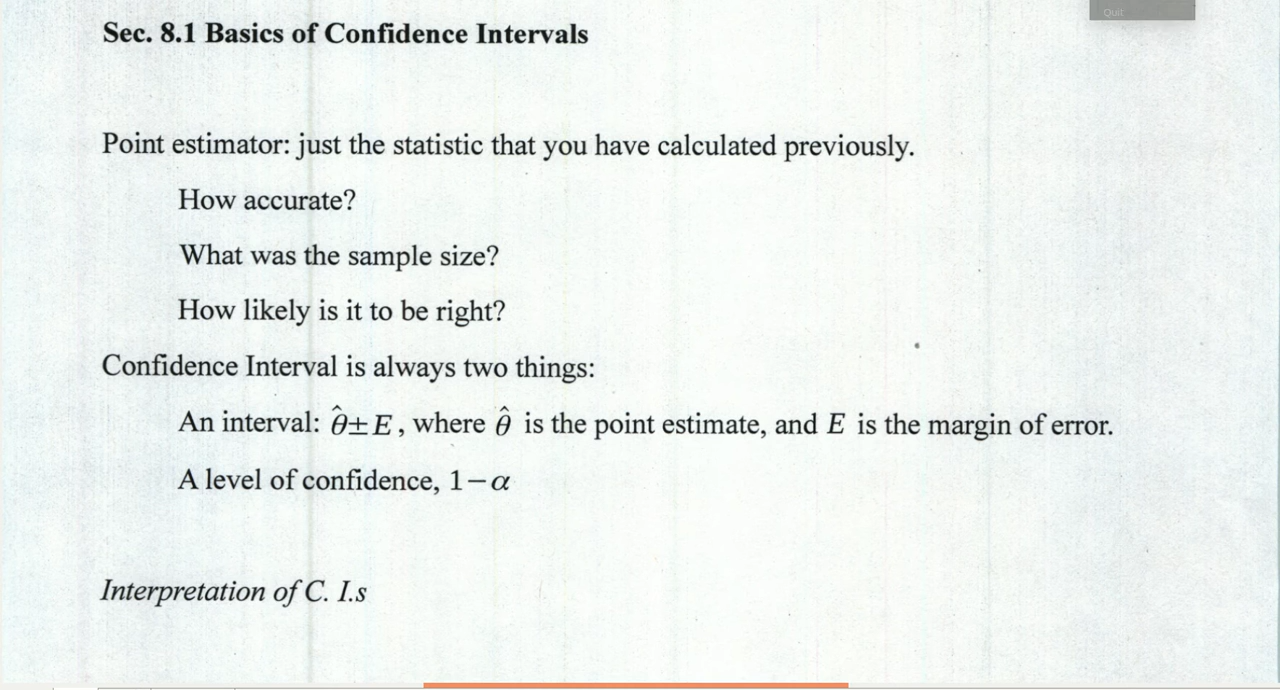 Quit
Sec. 8.1 Basics of Confidence Intervals
Point estimator: just the statistic that you have calculated previously.
How accurate?
What was the sample size?
How likely is it to be right?
Confidence Interval is always two things:
An interval: θ̂±E, where θ̂ is the point estimate, and E is the margin of error.
A level of confidence, 1−α
Interpretation of C. I.s